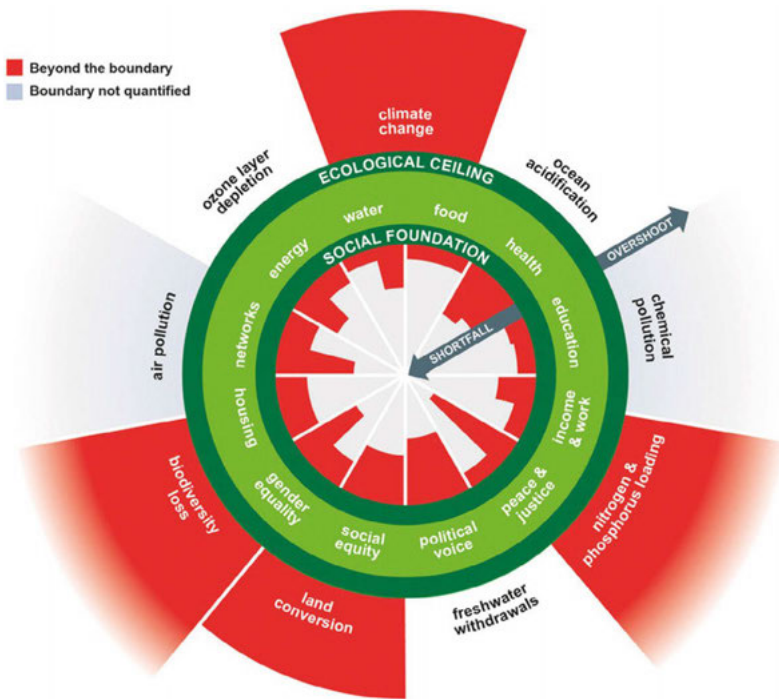 Beyond the boundary
Boundary not quantified
climate
change
ozone layer
depletion
ocean
acidification
ECOLOGICAL CEILING
water
food
energy
health
SOCIAL FOUNDATION
OVERSHOOT
SHORTFALL
air pollution
networks
education
chemical
pollution
housing
income
& work
biodiversity
loss
gender
equality
social
equity
political
voice
peace &
justice
nitrogen &
phosphorus loading
land
conversion
freshwater
withdrawals